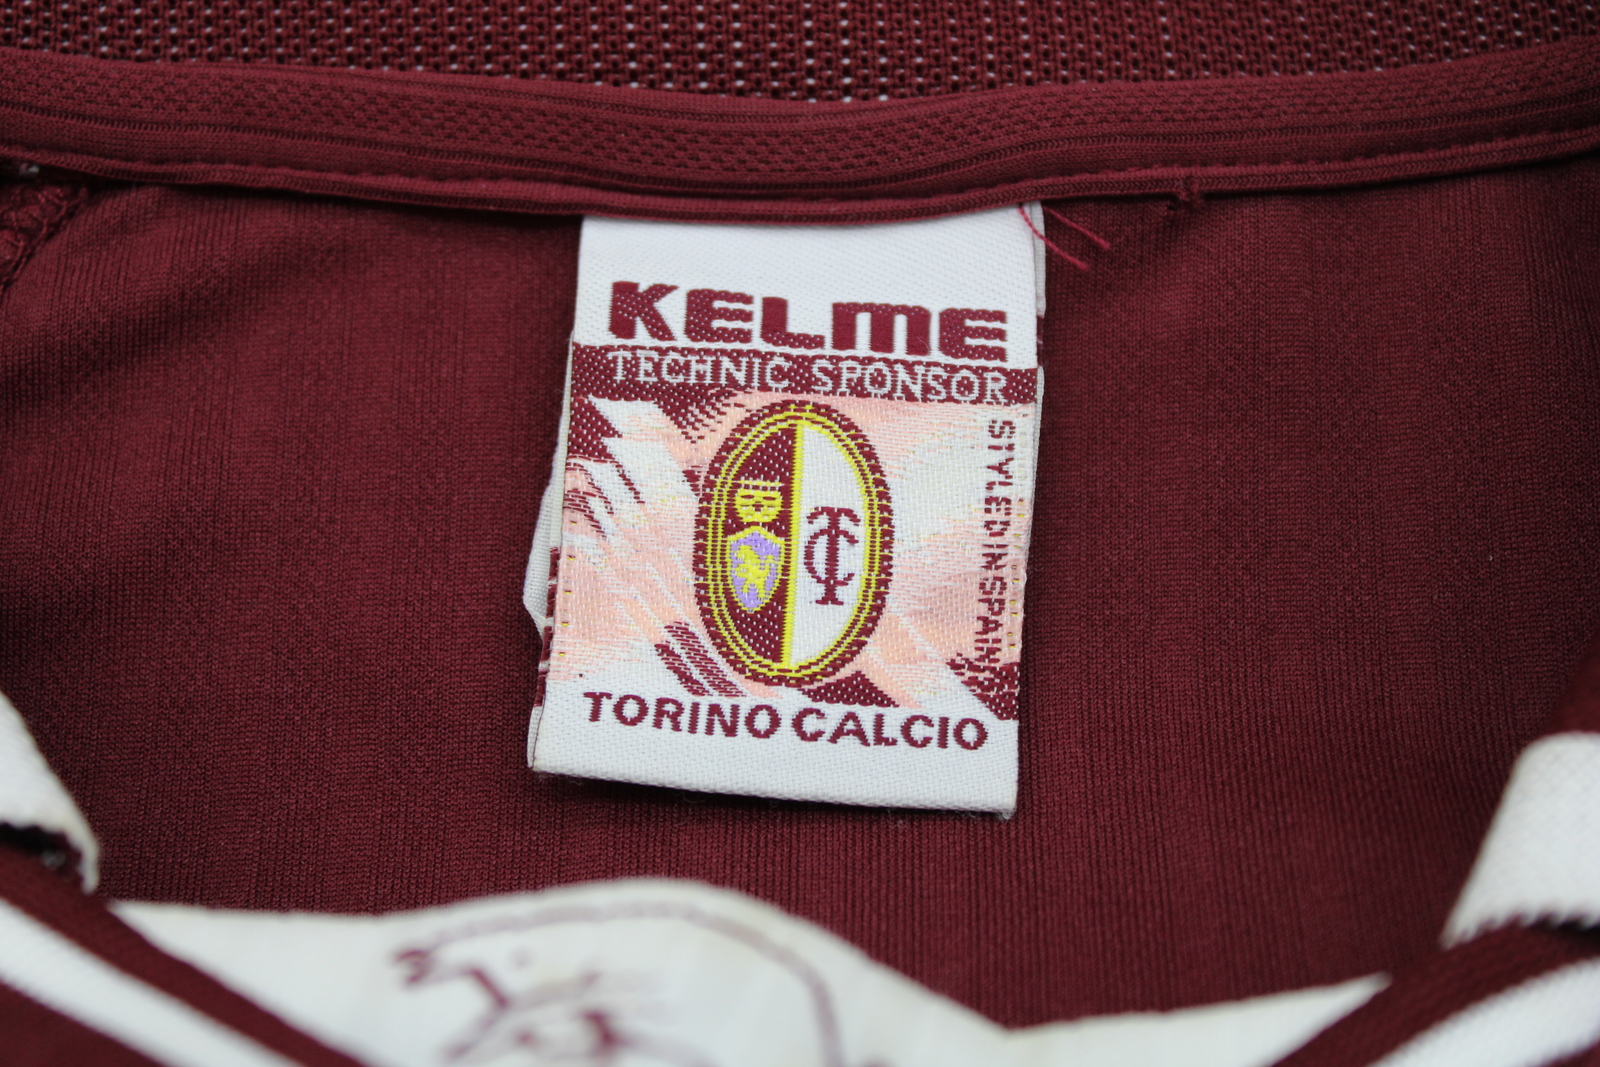 KELME
TECHNIC SPONSOR
STYLED IN SPAIN
TC
TORINO CALCIO